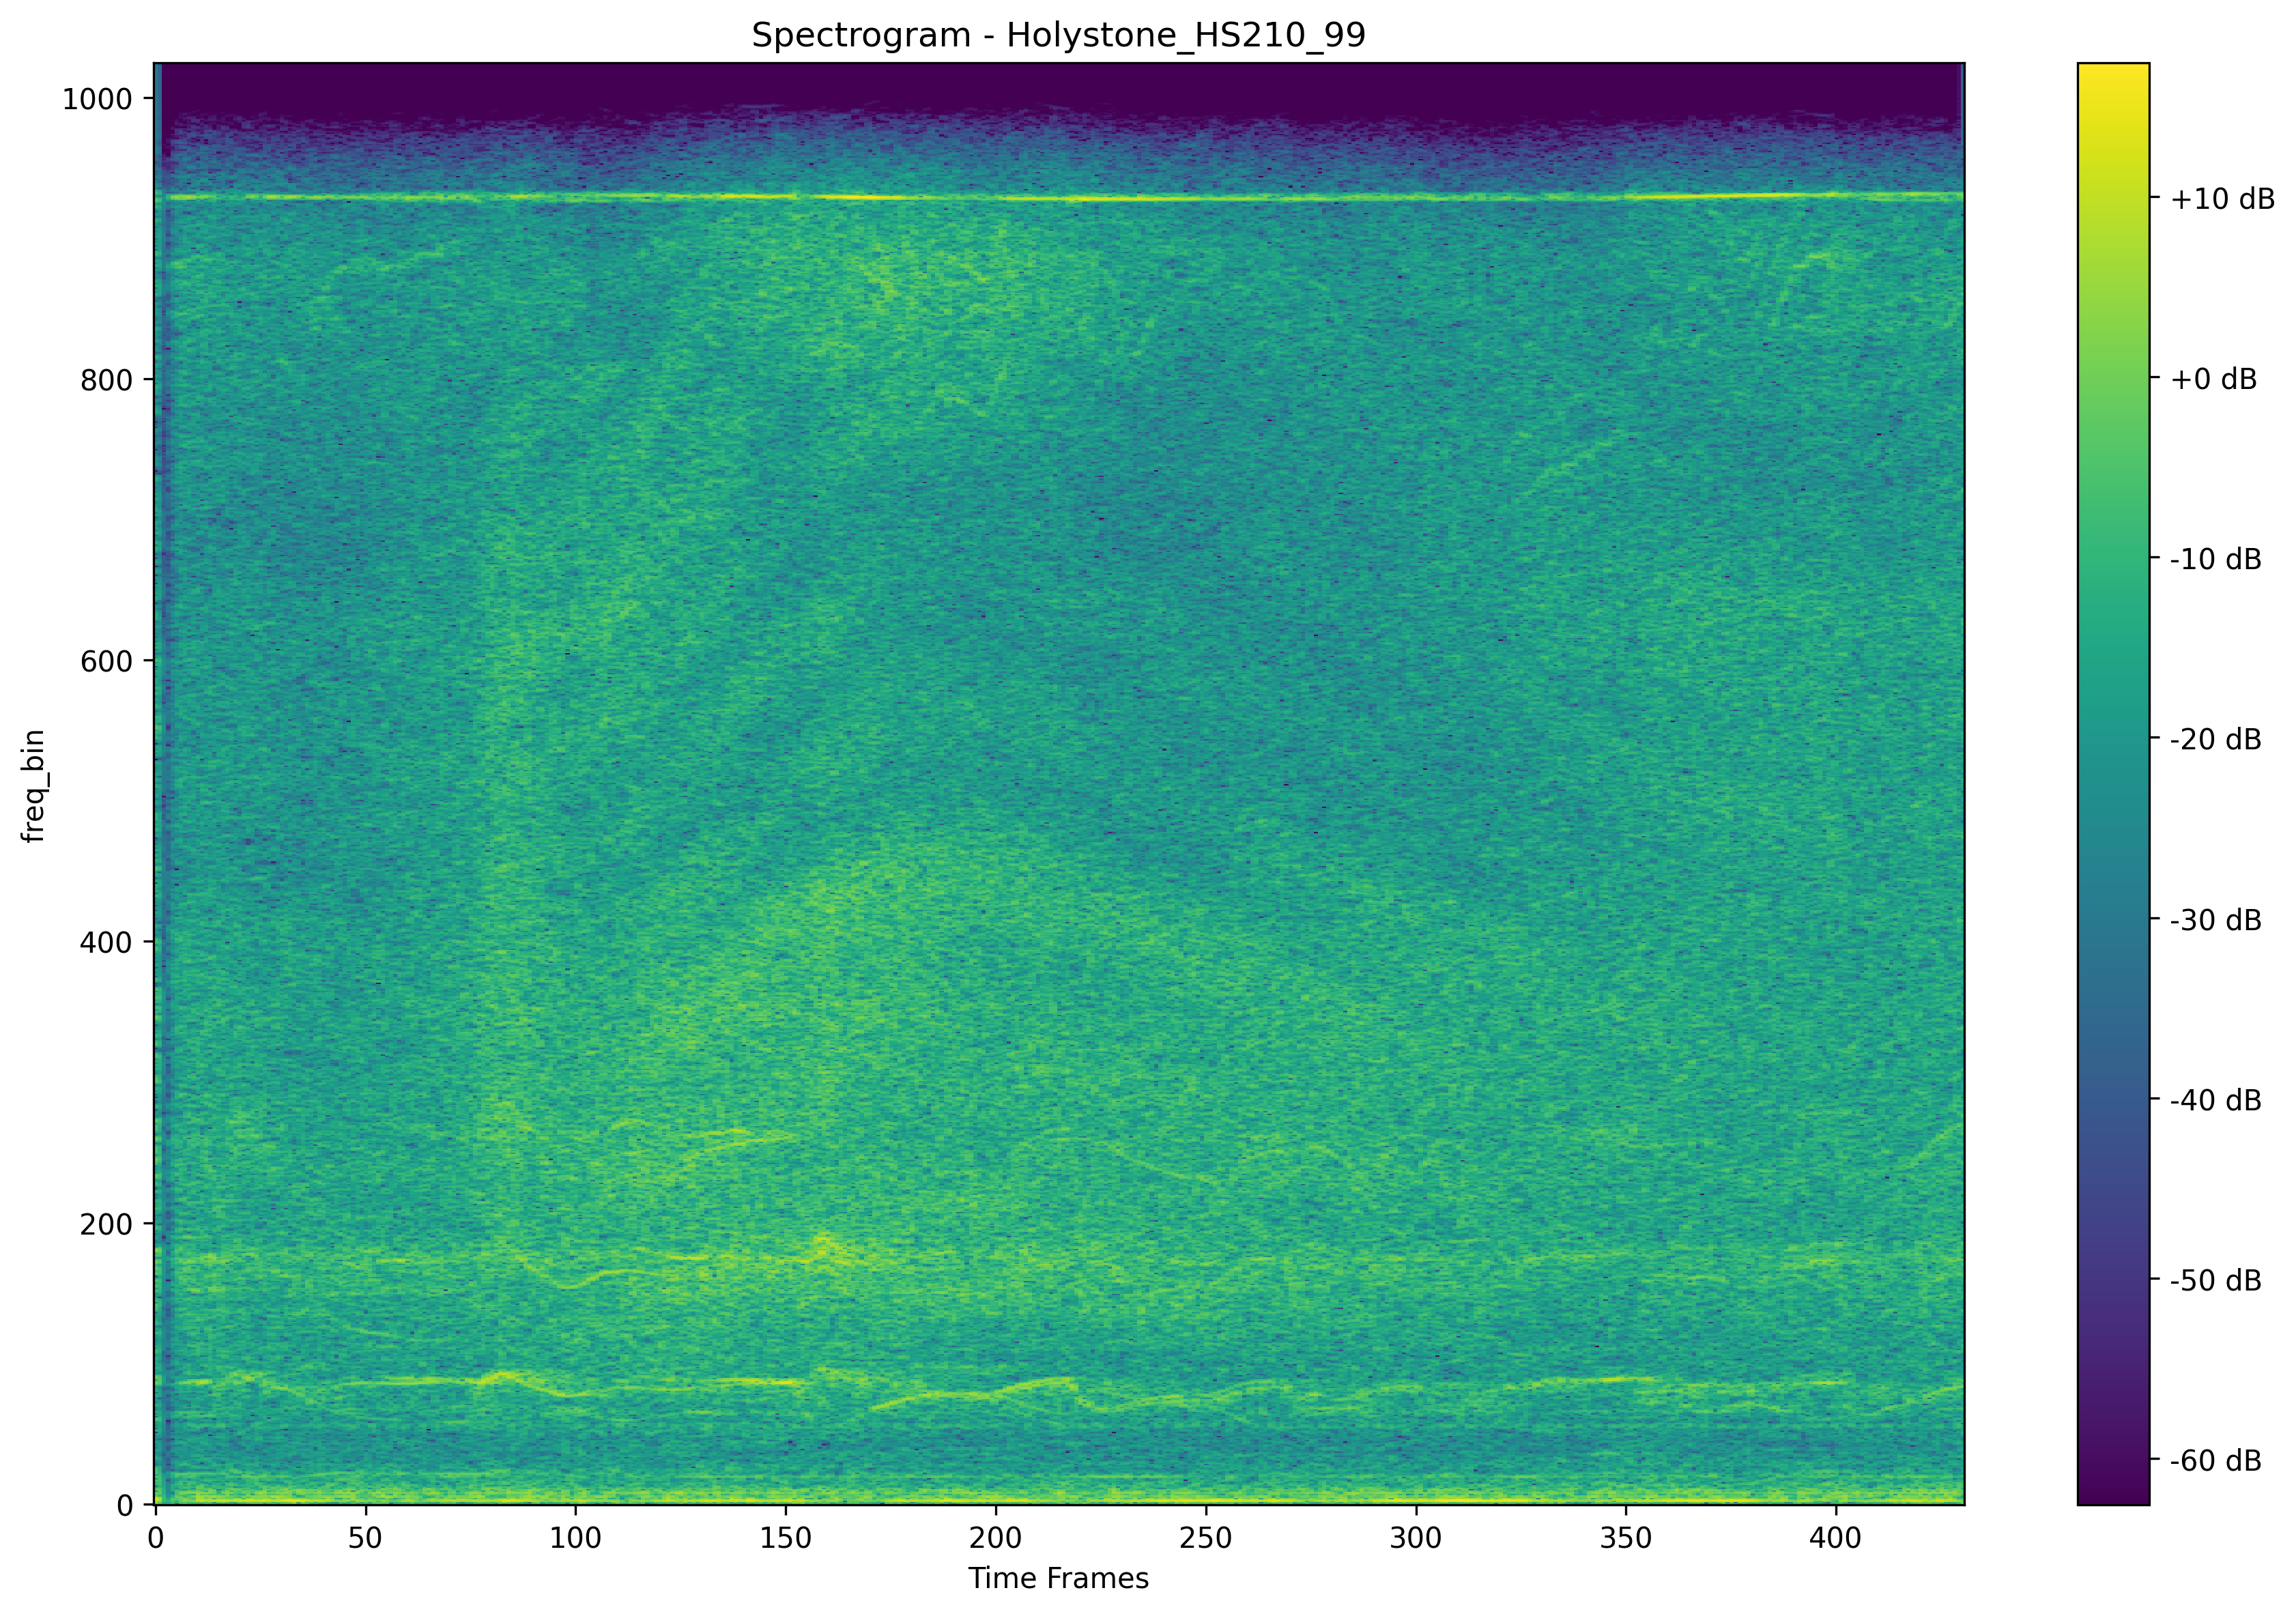 Spectrogram - Holystone_HS210_99
1000
800
600
400
200
0
freq_bin
0 50 100 150 200 250 300 350 400
Time Frames
+10 dB
+0 dB
-10 dB
-20 dB
-30 dB
-40 dB
-50 dB
-60 dB